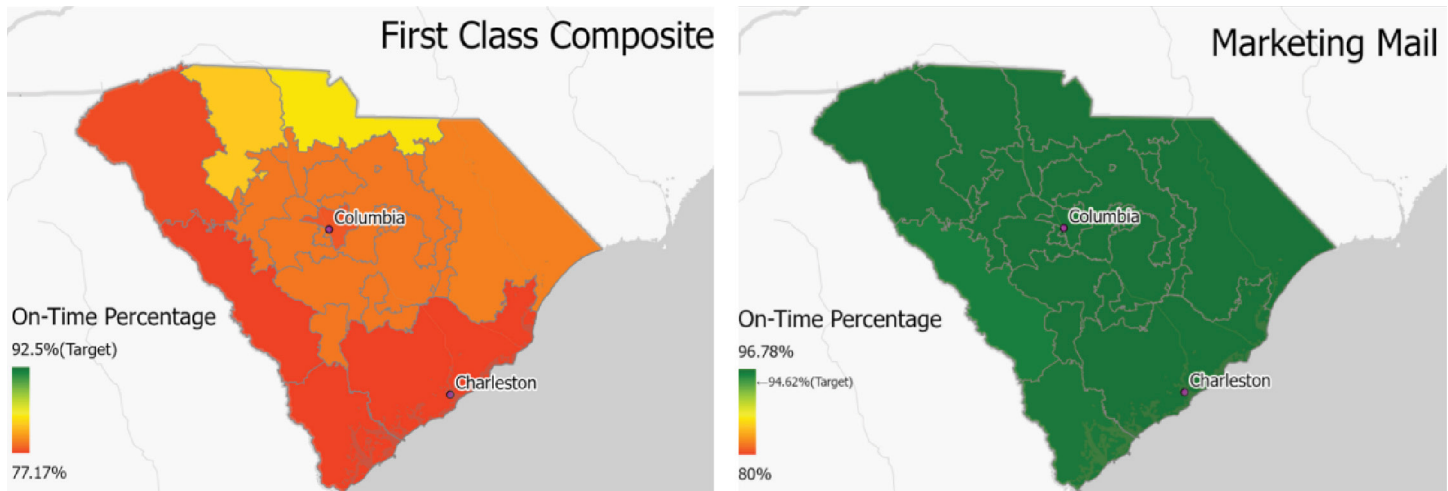 First Class Composite
Columbia
On-Time Percentage
92.5%(Target)
Charleston
77.17%
Marketing Mail
Columbia
On-Time Percentage
96.78%
←94.62%(Target)
Charleston
80%